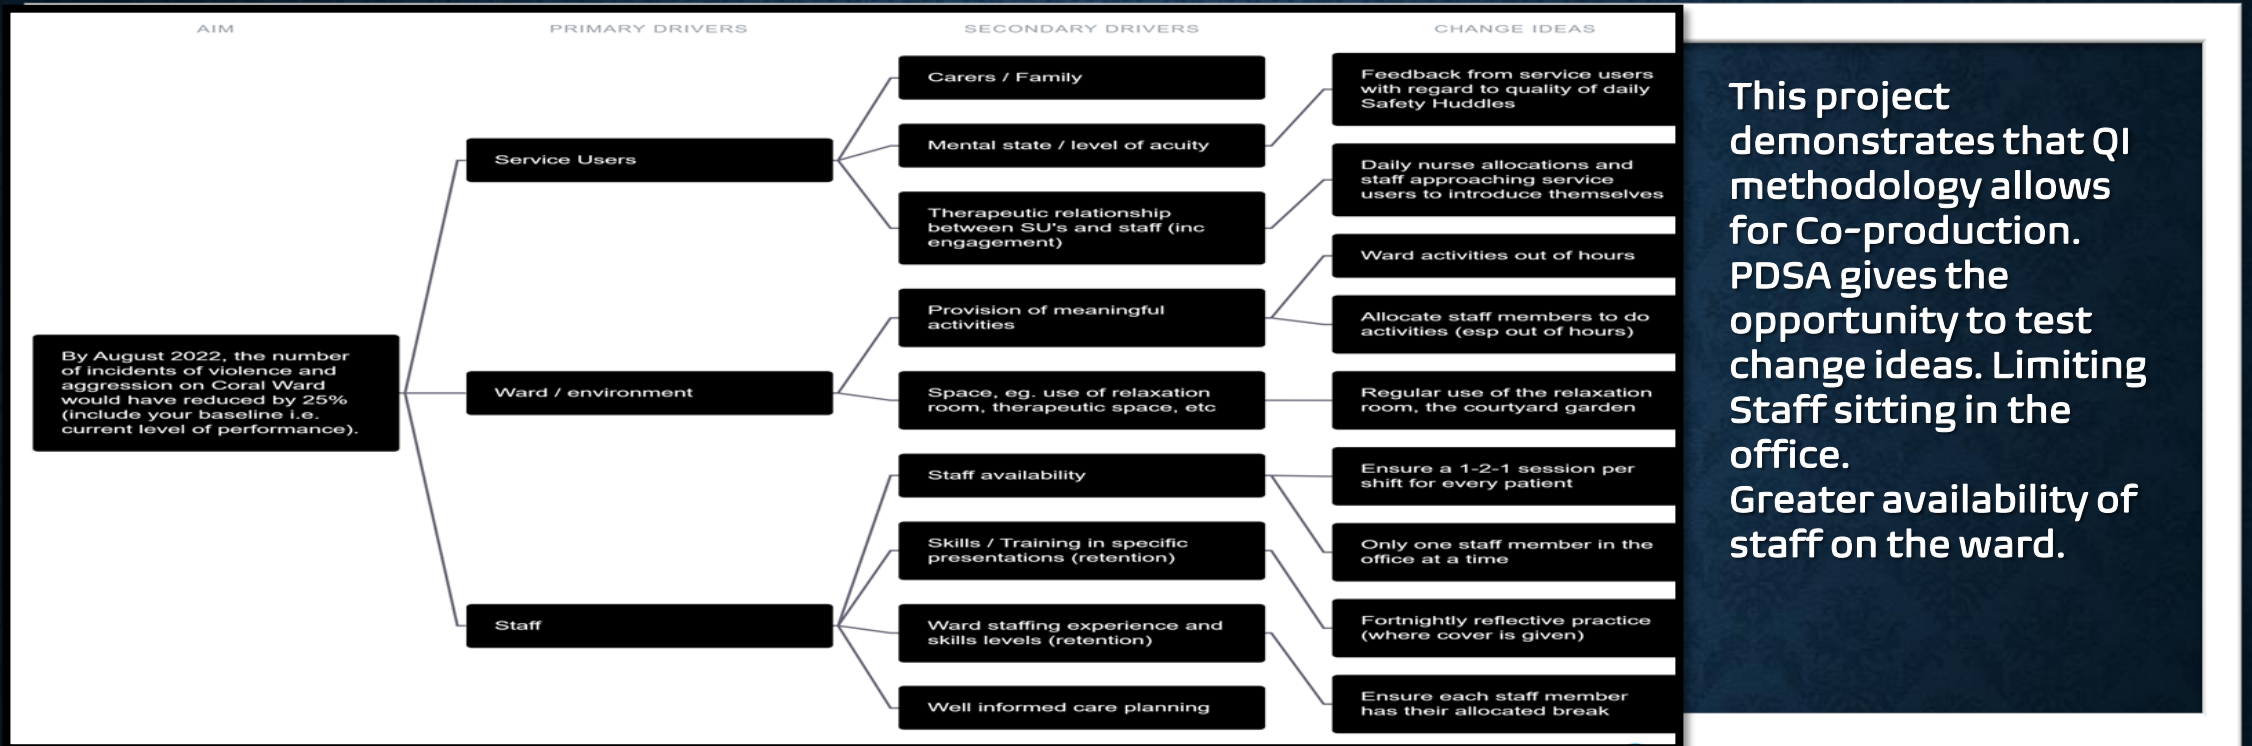 AIM
PRIMARY DRIVERS
SECONDARY DRIVERS
CHANGE IDEAS
By August 2022, the number
of incidents of violence and
aggression on Coral Ward
would have reduced by 25%
(include your baseline i.e.
current level of performance).
Service Users
Ward / environment
Staff
Carers / Family
Mental state / level of acuity
Therapeutic relationship
between SU's and staff (inc
engagement)
Provision of meaningful
activities
Space, eg. use of relaxation
room, therapeutic space, etc
Staff availability
Skills / Training in specific
presentations (retention)
Ward staffing experience and
skills levels (retention)
Well informed care planning
Feedback from service users
with regard to quality of daily
Safety Huddles
Daily nurse allocations and
staff approaching service
users to introduce themselves
Ward activities out of hours
Allocate staff members to do
activities (esp out of hours)
Regular use of the relaxation
room, the courtyard garden
Ensure a 1-2-1 session per
shift for every patient
Only one staff member in the
office at a time
Fortnightly reflective practice
(where cover is given)
Ensure each staff member
has their allocated break
This project
demonstrates that QI
methodology allows
for Co-production.
PDSA gives the
opportunity to test
change ideas. Limiting
Staff sitting in the
office.
Greater availability of
staff on the ward.